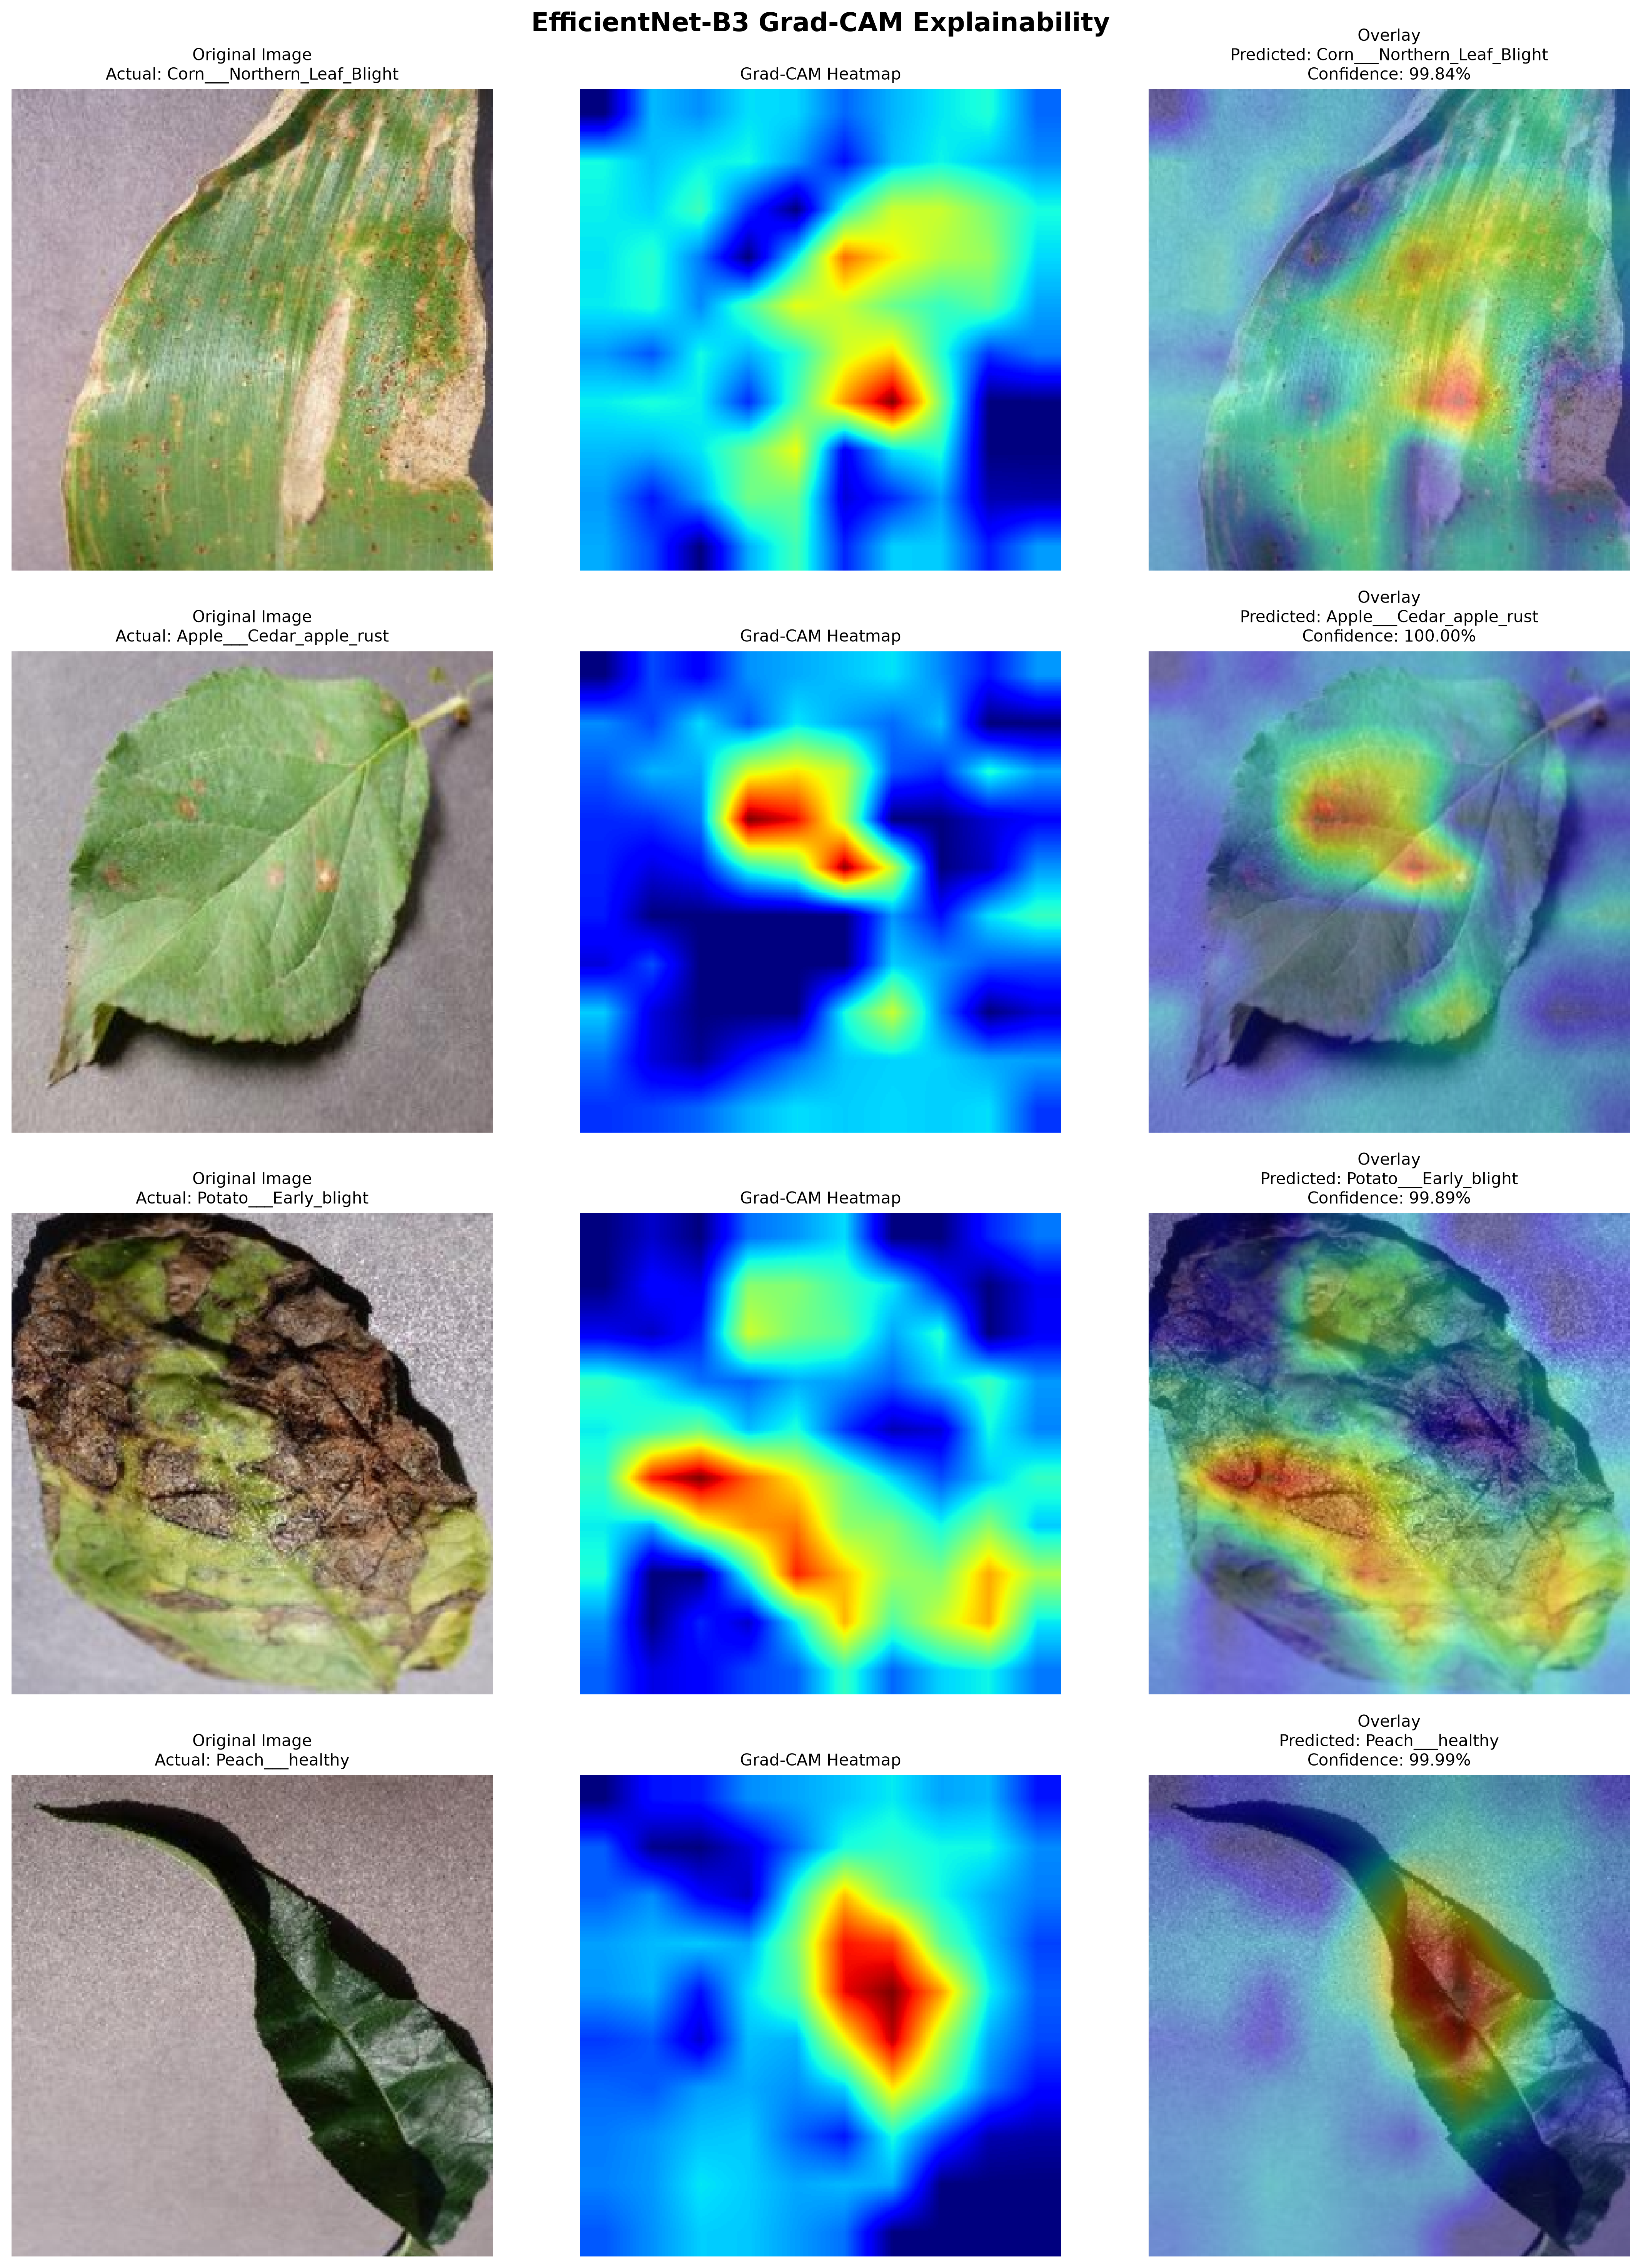 EfficientNet-B3 Grad-CAM Explainability
Original Image
Actual: Corn___Northern_Leaf_Blight
Grad-CAM Heatmap
Overlay
Predicted: Corn___Northern_Leaf_Blight
Confidence: 99.84%
Original Image
Actual: Apple___Cedar_apple_rust
Grad-CAM Heatmap
Overlay
Predicted: Apple___Cedar_apple_rust
Confidence: 100.00%
Original Image
Actual: Potato___Early_blight
Grad-CAM Heatmap
Overlay
Predicted: Potato___Early_blight
Confidence: 99.89%
Original Image
Actual: Peach___healthy
Grad-CAM Heatmap
Overlay
Predicted: Peach___healthy
Confidence: 99.99%